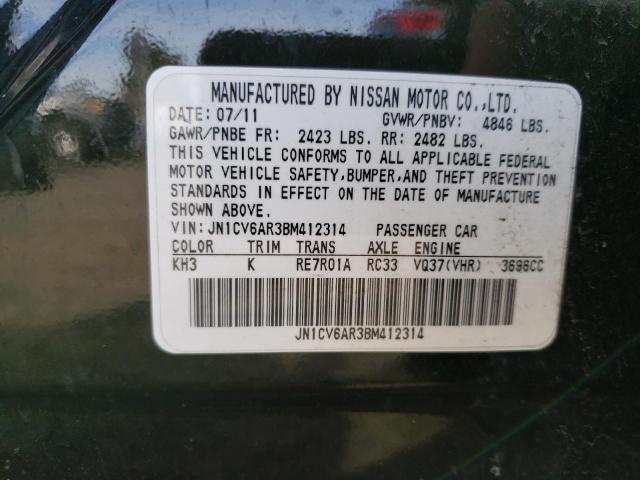 MANUFACTURED BY NISSAN MOTOR CO.,LTD.
DATE: 07/11 GVWR/PNBV: 4846 LBS.
GAWR/PNBE FR: 2423 LBS. RR: 2482 LBS.
THIS VEHICLE CONFORMS TO ALL APPLICABLE FEDERAL
MOTOR VEHICLE SAFETY,BUMPER,AND THEFT PREVENTION
STANDARDS IN EFFECT ON THE DATE OF MANUFACTURE
SHOWN ABOVE.
VIN:JN1CV6AR3BM412314 PASSENGER CAR
COLOR TRIM TRANS AXLE ENGINE
KH3 K RE7R01A RC33 VQ37(VHR) 3696CC
JN1CV6AR3BM412314